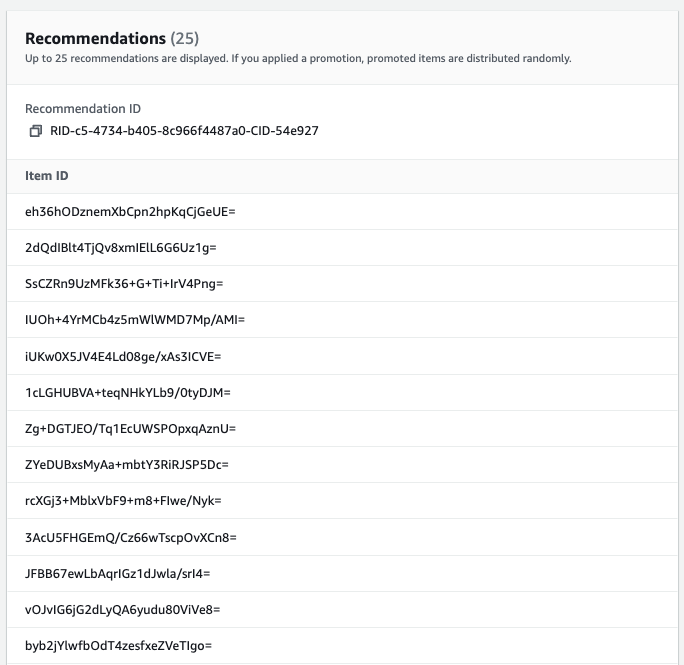 Recommendations (25)
Up to 25 recommendations are displayed. If you applied a promotion, promoted items are distributed randomly.
Recommendation ID
RID-c5-4734-b405-8c966f4487a0-CID-54e927
Item ID
eh36hODznemXbCpn2hpKqCjGeUE=
2dQdIBlt4TjQv8xmIElL6G6Uz1g=
SsCZRn9UzMFk36+G+Ti+IrV4Png=
IUOh+4YrMCb4z5mWlWMD7Mp/AMI=
iUKw0X5JV4E4Ld08ge/xAs3ICVE=
1cLGHUBVA+teqNHkYLb9/0tyDJM=
Zg+DGTJEO/Tq1EcUWSPOpxqAznU=
ZYeDUBxsMyAa+mbtY3RiRJSP5Dc=
rcXGj3+MblxVbF9+m8+FIwe/Nyk=
3AcU5FHGEmQ/Cz66wTscpOvXCn8=
JFBB67ewLbAqrIGz1dJwla/srI4=
vOJvIG6jG2dLyQA6yudu80ViVe8=
byb2jYlwfbOdT4zesfxeZVeTIgo=